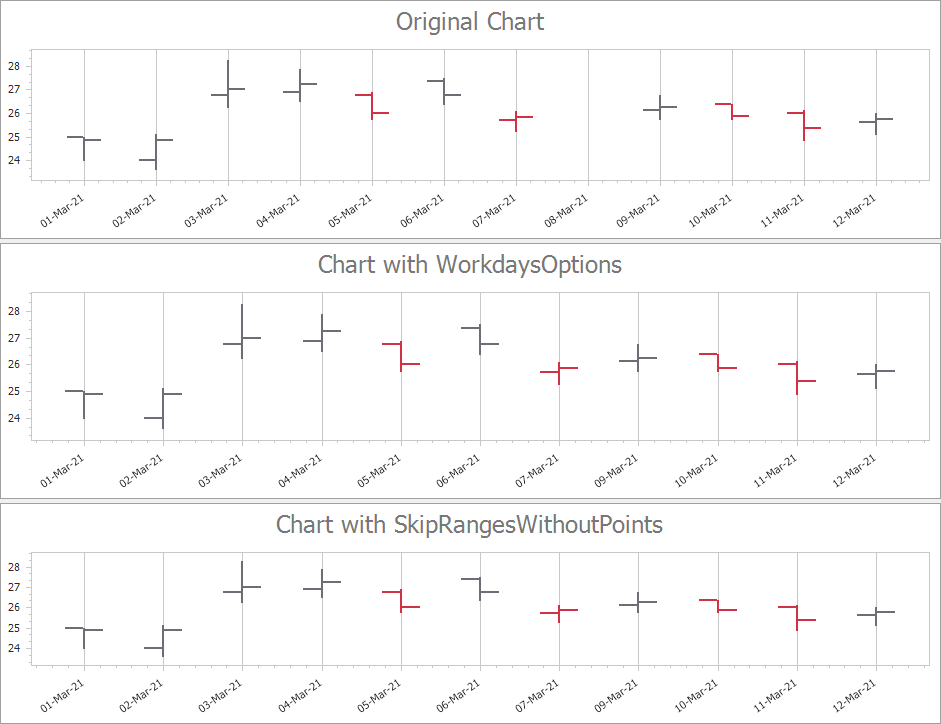 Original Chart
28
27
26
25
24
01-Mar-21 02-Mar-21 03-Mar-21 04-Mar-21 05-Mar-21 06-Mar-21 07-Mar-21 08-Mar-21 09-Mar-21 10-Mar-21 11-Mar-21 12-Mar-21
Chart with WorkdaysOptions
28
27
26
25
24
01-Mar-21 02-Mar-21 03-Mar-21 04-Mar-21 05-Mar-21 06-Mar-21 07-Mar-21 09-Mar-21 10-Mar-21 11-Mar-21 12-Mar-21
Chart with SkipRangesWithoutPoints
28
27
26
25
24
01-Mar-21 02-Mar-21 03-Mar-21 04-Mar-21 05-Mar-21 06-Mar-21 07-Mar-21 09-Mar-21 10-Mar-21 11-Mar-21 12-Mar-21